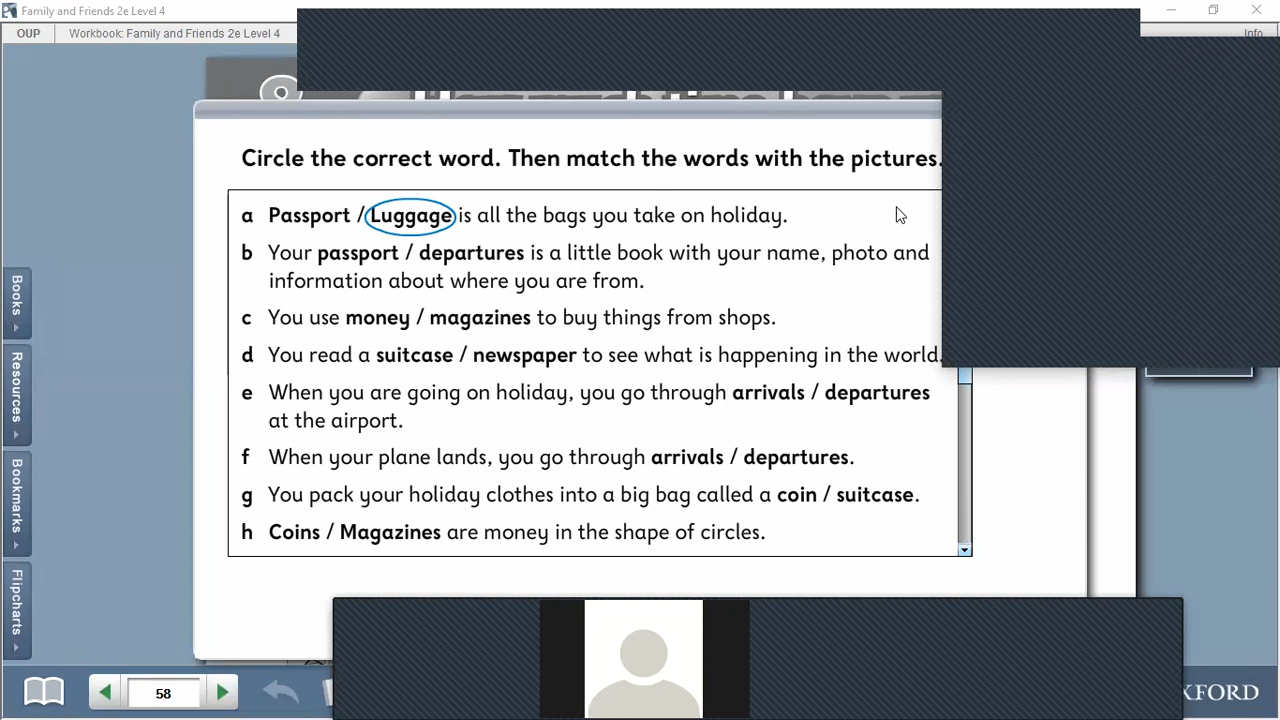 Family and Friends 2e Level 4
OUP
Workbook: Family and Friends 2e Level 4
Info
Circle the correct word. Then match the words with the pictures.
a Passport / Luggage is all the bags you take on holiday.
b Your passport / departures is a little book with your name, photo and
information about where you are from.
c You use money / magazines to buy things from shops.
d You read a suitcase / newspaper to see what is happening in the world.
e When you are going on holiday, you go through arrivals / departures
at the airport.
f When your plane lands, you go through arrivals / departures.
g You pack your holiday clothes into a big bag called a coin / suitcase.
h Coins / Magazines are money in the shape of circles.
Books
Resources
Bookmarks
Flipcharts
58
XFORD